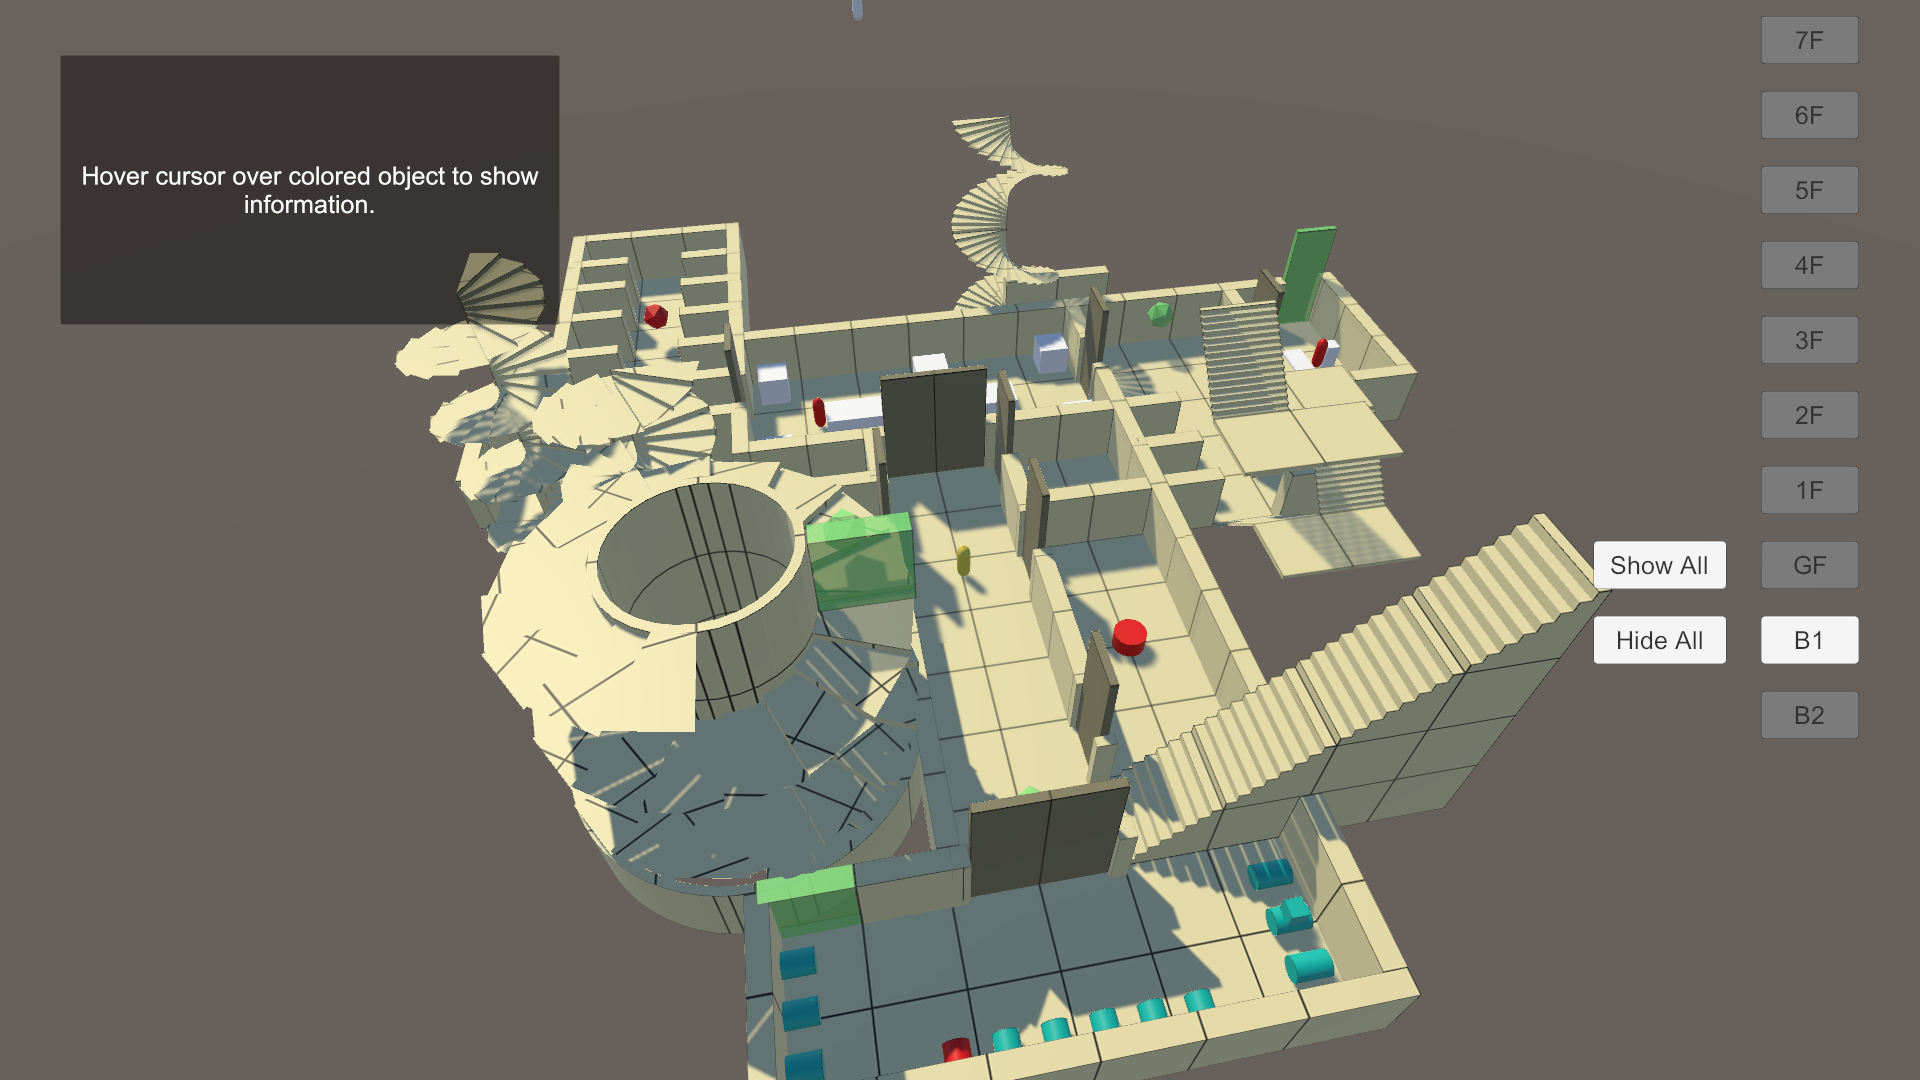 Hover cursor over colored object to show
information.
7F
6F
5F
4F
3F
2F
1F
Show All
GF
Hide All
B1
B2